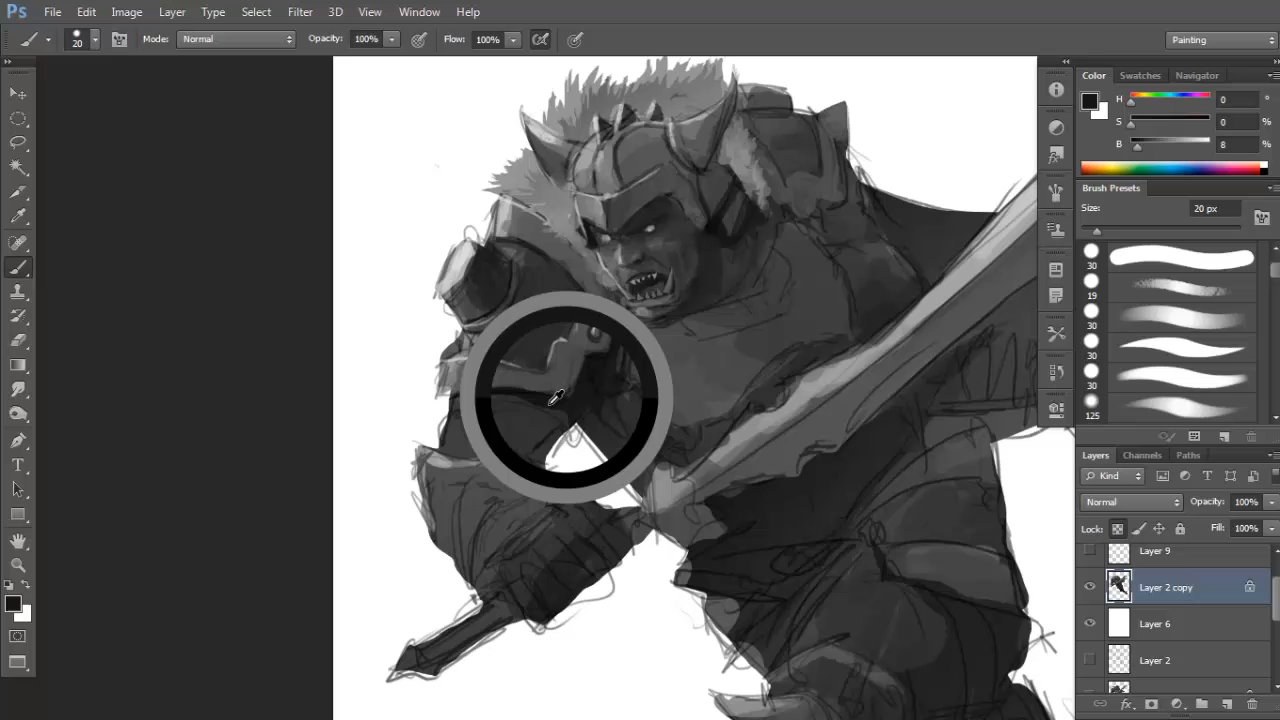 Ps File Edit Image Layer Type Select Filter 3D View Window Help
20 Mode: Normal Opacity: 100% Flow: 100% Painting
Color Swatches Navigator
H 0 °
S 0 %
B 8 %
Brush Presets
Size: 20 px
30
19
30
30
30
125
Layers Channels Paths
Kind
Normal Opacity: 100%
Lock: Fill: 100%
Layer 9
Layer 2 copy
Layer 6
Layer 2